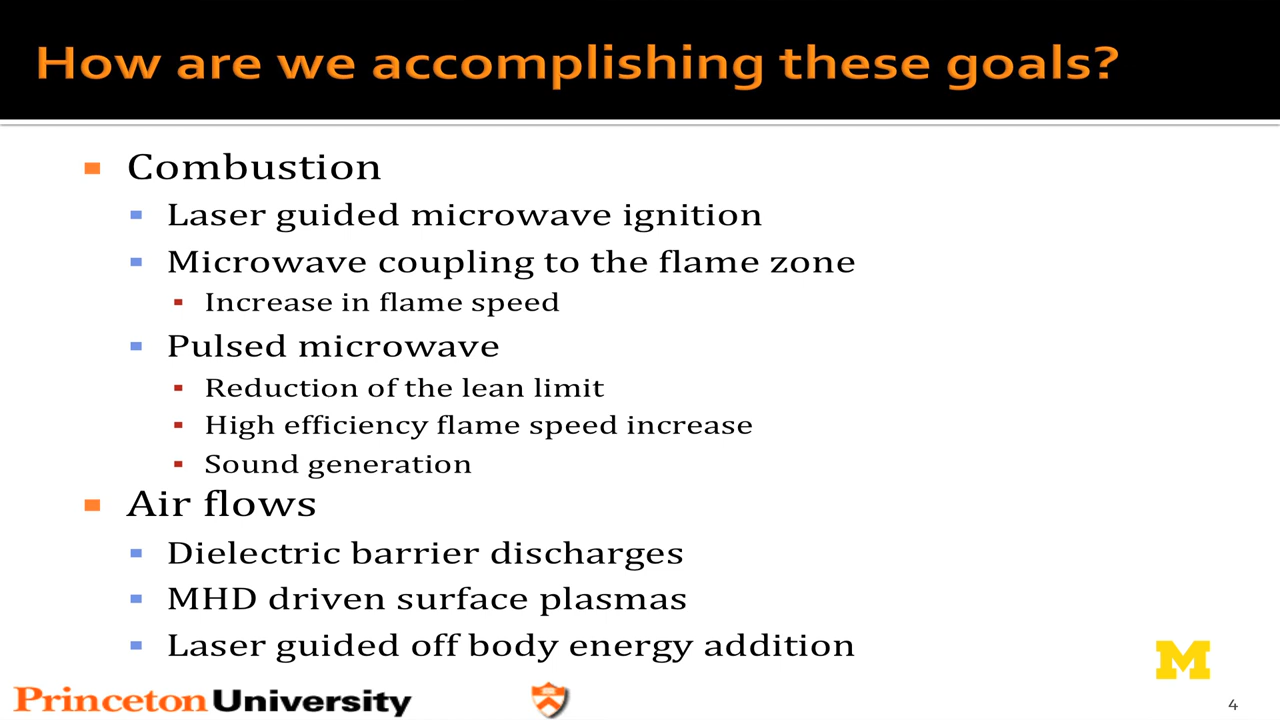 How are we accomplishing these goals?
Combustion
Laser guided microwave ignition
Microwave coupling to the flame zone
Increase in flame speed
Pulsed microwave
Reduction of the lean limit
High efficiency flame speed increase
Sound generation
Air flows
Dielectric barrier discharges
MHD driven surface plasmas
Laser guided off body energy addition
M
Princeton University
4